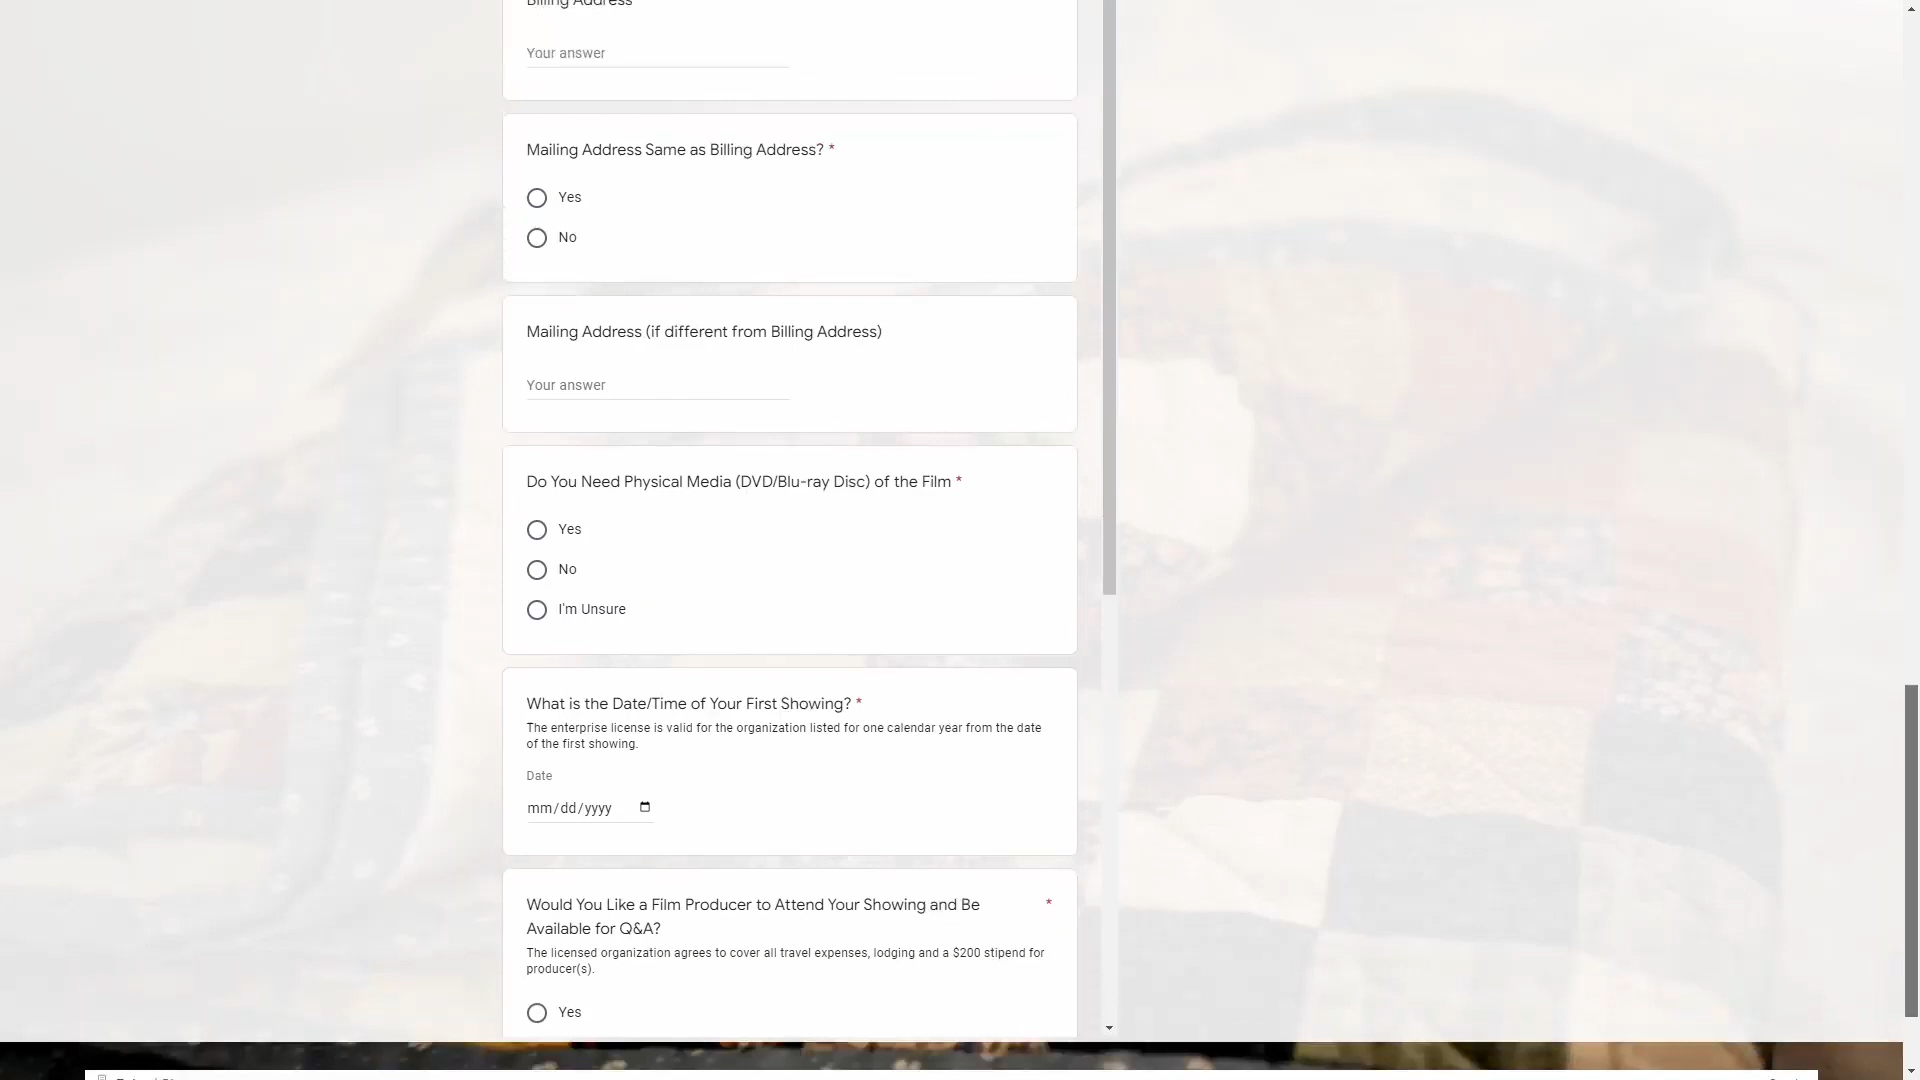 Billing Address
Your answer
Mailing Address Same as Billing Address? *
Yes
No
Mailing Address (if different from Billing Address)
Your answer
Do You Need Physical Media (DVD/Blu-ray Disc) of the Film *
Yes
No
I'm Unsure
What is the Date/Time of Your First Showing? *
The enterprise license is valid for the organization listed for one calendar year from the date
of the first showing.
Date
mm/dd/yyyy
Would You Like a Film Producer to Attend Your Showing and Be *
Available for Q&A?
The licensed organization agrees to cover all travel expenses, lodging and a $200 stipend for
producer(s).
Yes